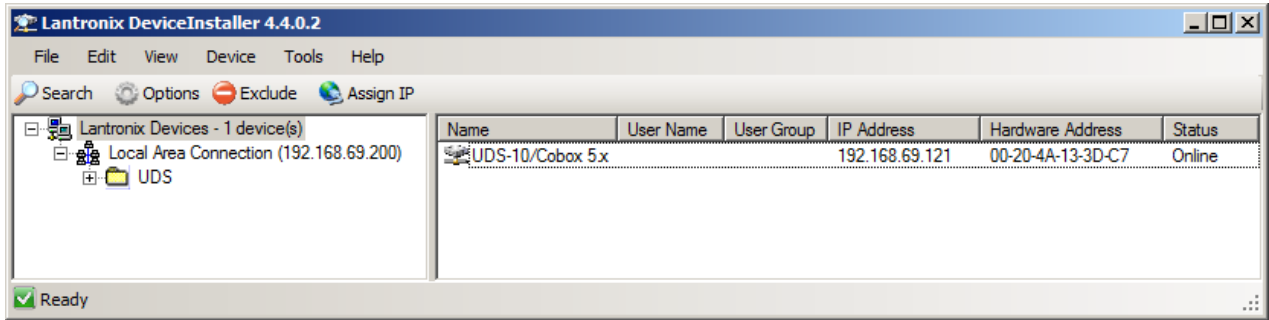 Lantronix DeviceInstaller 4.4.0.2
File Edit View Device Tools Help
Search Options Exclude Assign IP
Lantronix Devices - 1 device(s)
Local Area Connection (192.168.69.200)
UDS
Name User Name User Group IP Address Hardware Address Status
UDS-10/Cobox 5.x 192.168.69.121 00-20-4A-13-3D-C7 Online
Ready